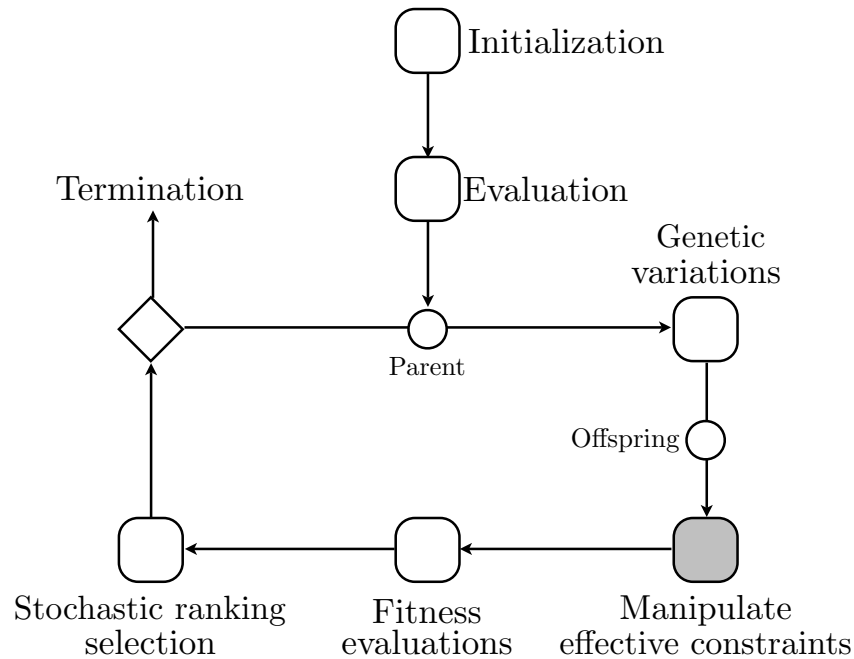 Initialization
Termination
Evaluation
Genetic
variations
Parent
Offspring
Stochastic ranking
selection
Fitness
evaluations
Manipulate
effective constraints